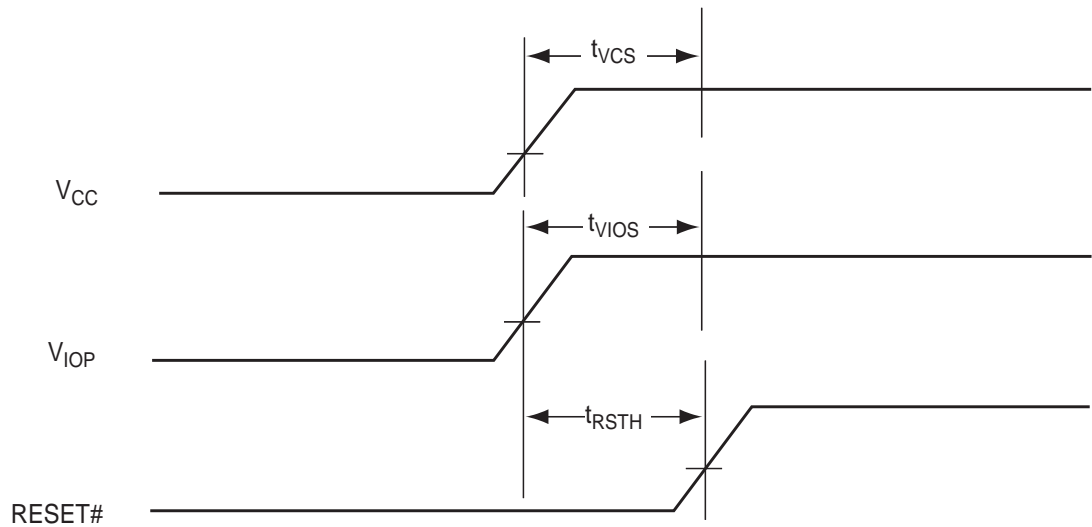 tVCS
VCC
tVIOS
VIOP
tRSTH
RESET#